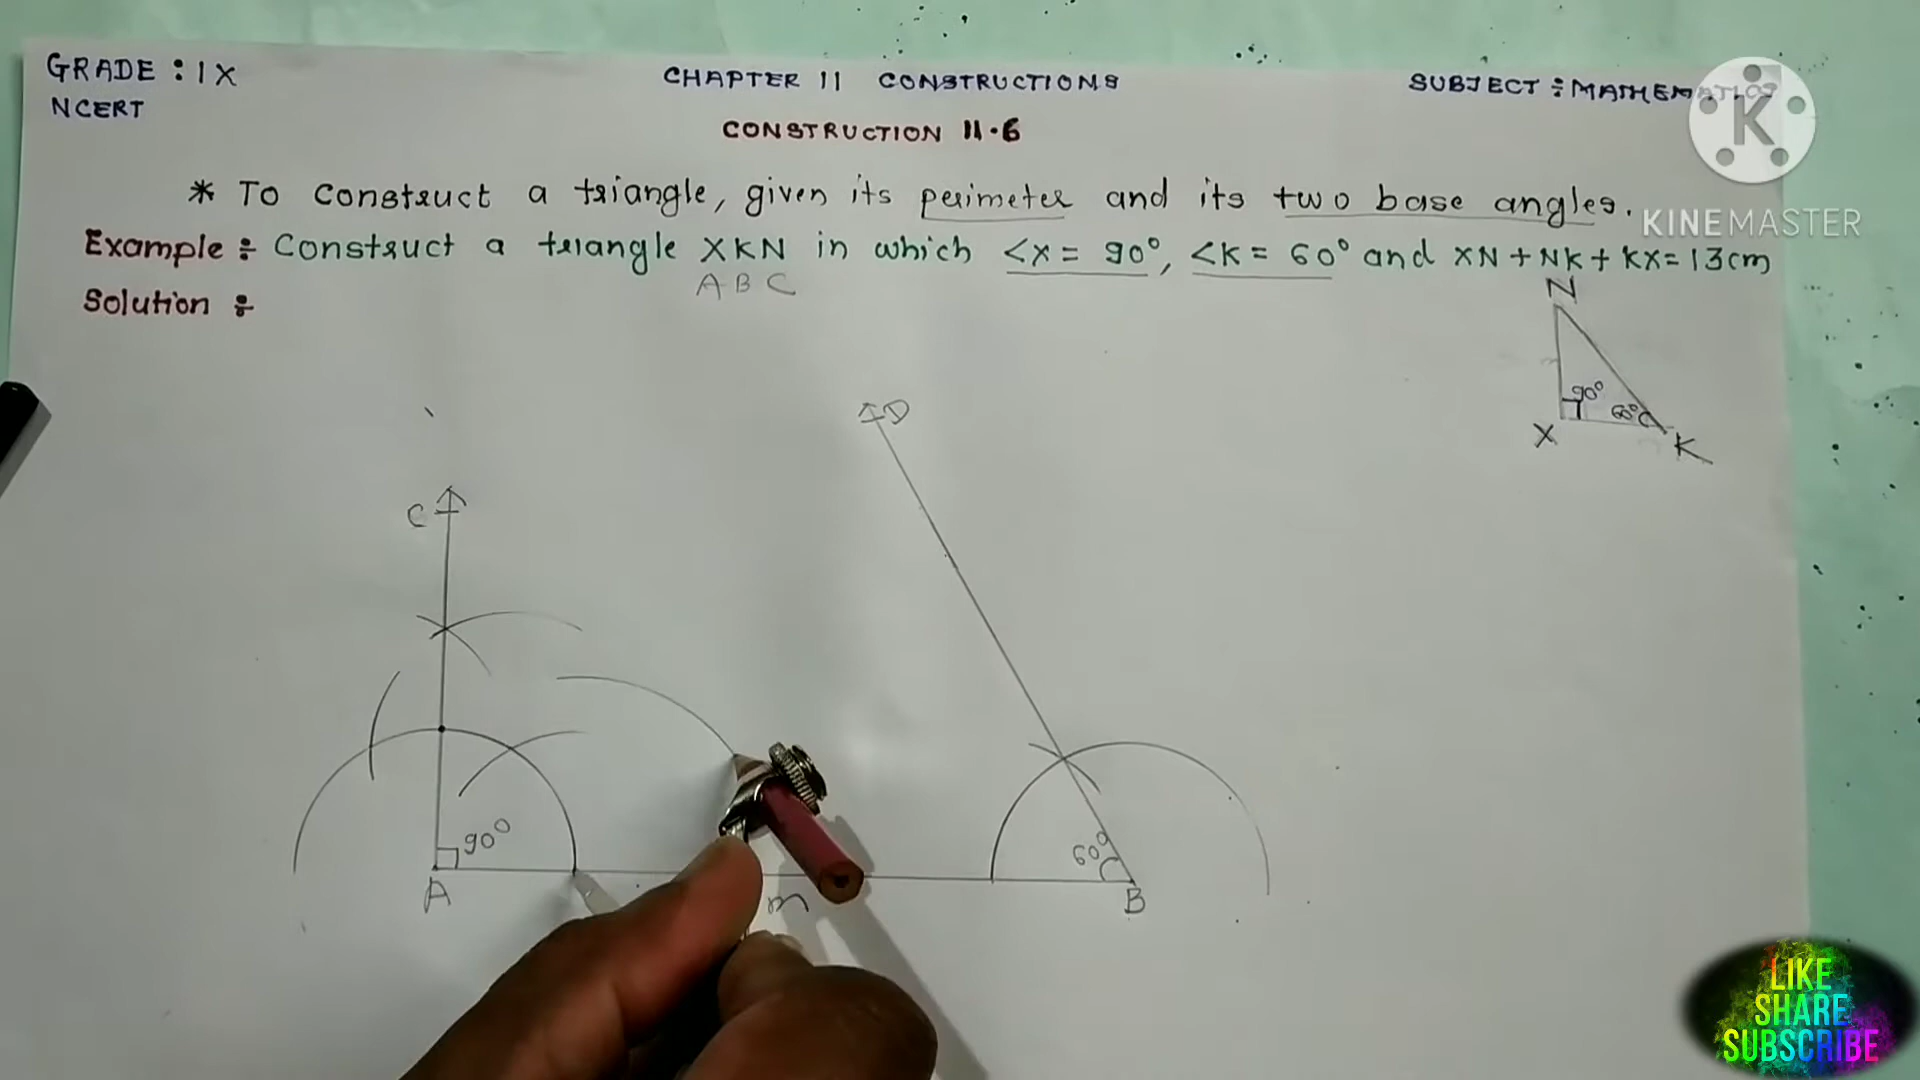 GRADE : IX
CHAPTER 11 CONSTRUCTIONS
SUBJECT : MATHEMATICS
NCERT
CONSTRUCTION 11.6
* To construct a triangle, given its perimeter and its two base angles.
KINEMASTER
Example : Construct a triangle XKN in which <X = 90°, <K = 60° and XN + NK + KX = 13cm
ABC
Solution :
N
90°
60°
X
K
D
C
90°
60°
A
m
B
LIKE
SHARE
SUBSCRIBE
K